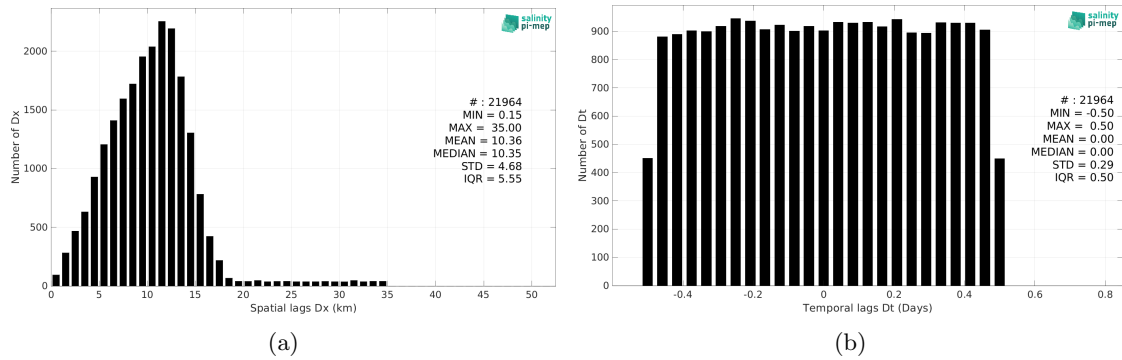 salinity
pi-mep
2000
1500
1000
500
0
Number of Dx
# : 21964
MIN = 0.15
MAX = 35.00
MEAN = 10.36
MEDIAN = 10.35
STD = 4.68
IQR = 5.55
0 5 10 15 20 25 30 35 40 45 50
Spatial lags Dx (km)
(a)
salinity
pi-mep
900
800
700
600
500
400
300
200
100
0
Number of Dt
# : 21964
MIN = -0.50
MAX = 0.50
MEAN = 0.00
MEDIAN = 0.00
STD = 0.29
IQR = 0.50
-0.4 -0.2 0 0.2 0.4 0.6 0.8
Temporal lags Dt (Days)
(b)